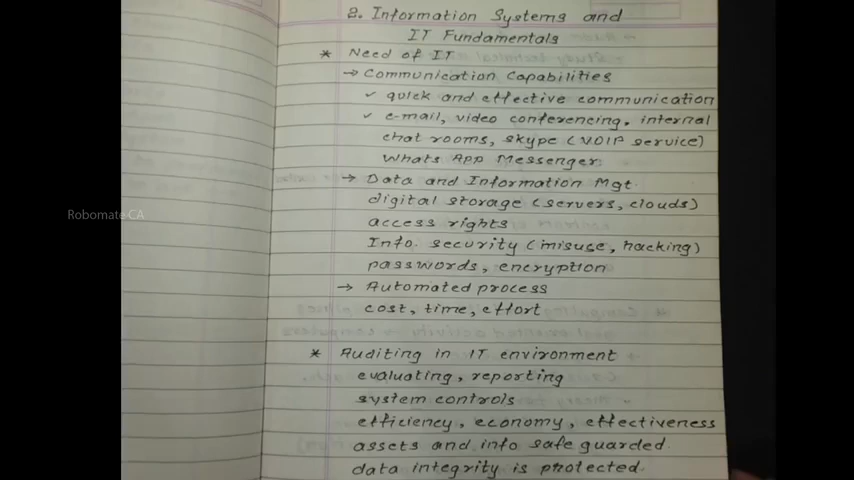 2. Information Systems and
IT Fundamentals
* Need of IT
→ Communication Capabilities
✓ quick and effective communication
✓ e-mail, video conferencing, internal
chat rooms, skype (VOIP service)
Whats App Messenger.
→ Data and Information Mgt.
digital storage (servers, clouds)
access rights
Info. security (misuse, hacking)
passwords, encryption
→ Automated process
cost, time, effort
* Auditing in IT environment
evaluating, reporting
system controls
efficiency, economy, effectiveness
assets and info safe guarded.
data integrity is protected.
Robomate CA